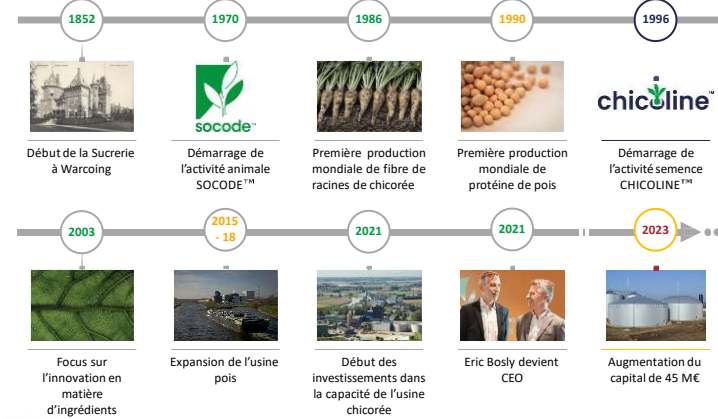 1852
1970
1986
1990
1996
socode™
chicoline™
Début de la Sucrerie
à Warcoing
Démarrage de
l'activité animale
SOCODE™
Première production
mondiale de fibre de
racines de chicorée
Première production
mondiale de
protéine de pois
Démarrage de
l'activité semence
CHICOLINE™
2003
2015
- 18
2021
2021
2023
Focus sur
l'innovation en
matière
d'ingrédients
Expansion de l'usine
pois
Début des
investissements dans
la capacité de l'usine
chicorée
Eric Bosly devient
CEO
Augmentation du
capital de 45 M€